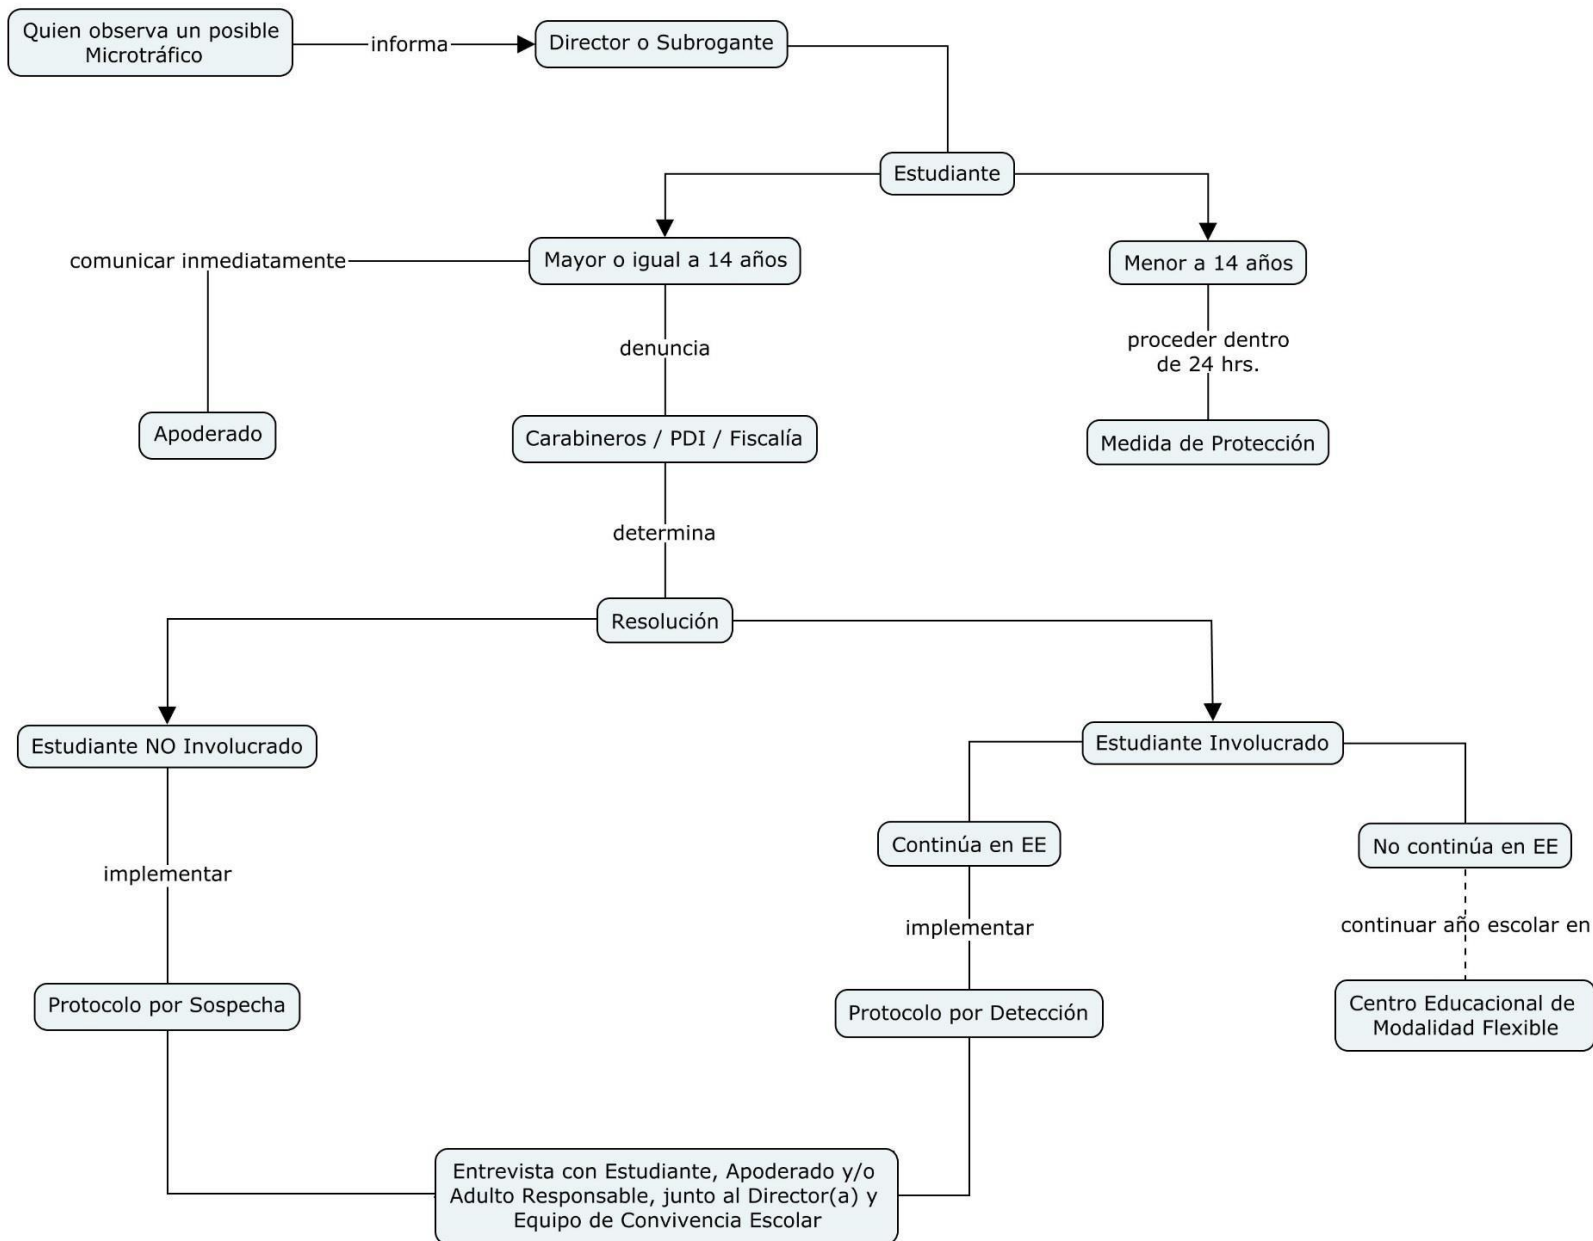 Quien observa un posible
Microtráfico
informa
Director o Subrogante
Estudiante
comunicar inmediatamente
Mayor o igual a 14 años
Menor a 14 años
denuncia
proceder dentro
de 24 hrs.
Apoderado
Carabineros / PDI / Fiscalía
Medida de Protección
determina
Resolución
Estudiante NO Involucrado
Estudiante Involucrado
Continúa en EE
No continúa en EE
implementar
implementar
continuar año escolar en
Protocolo por Sospecha
Protocolo por Detección
Centro Educacional de
Modalidad Flexible
Entrevista con Estudiante, Apoderado y/o
Adulto Responsable, junto al Director(a) y
Equipo de Convivencia Escolar